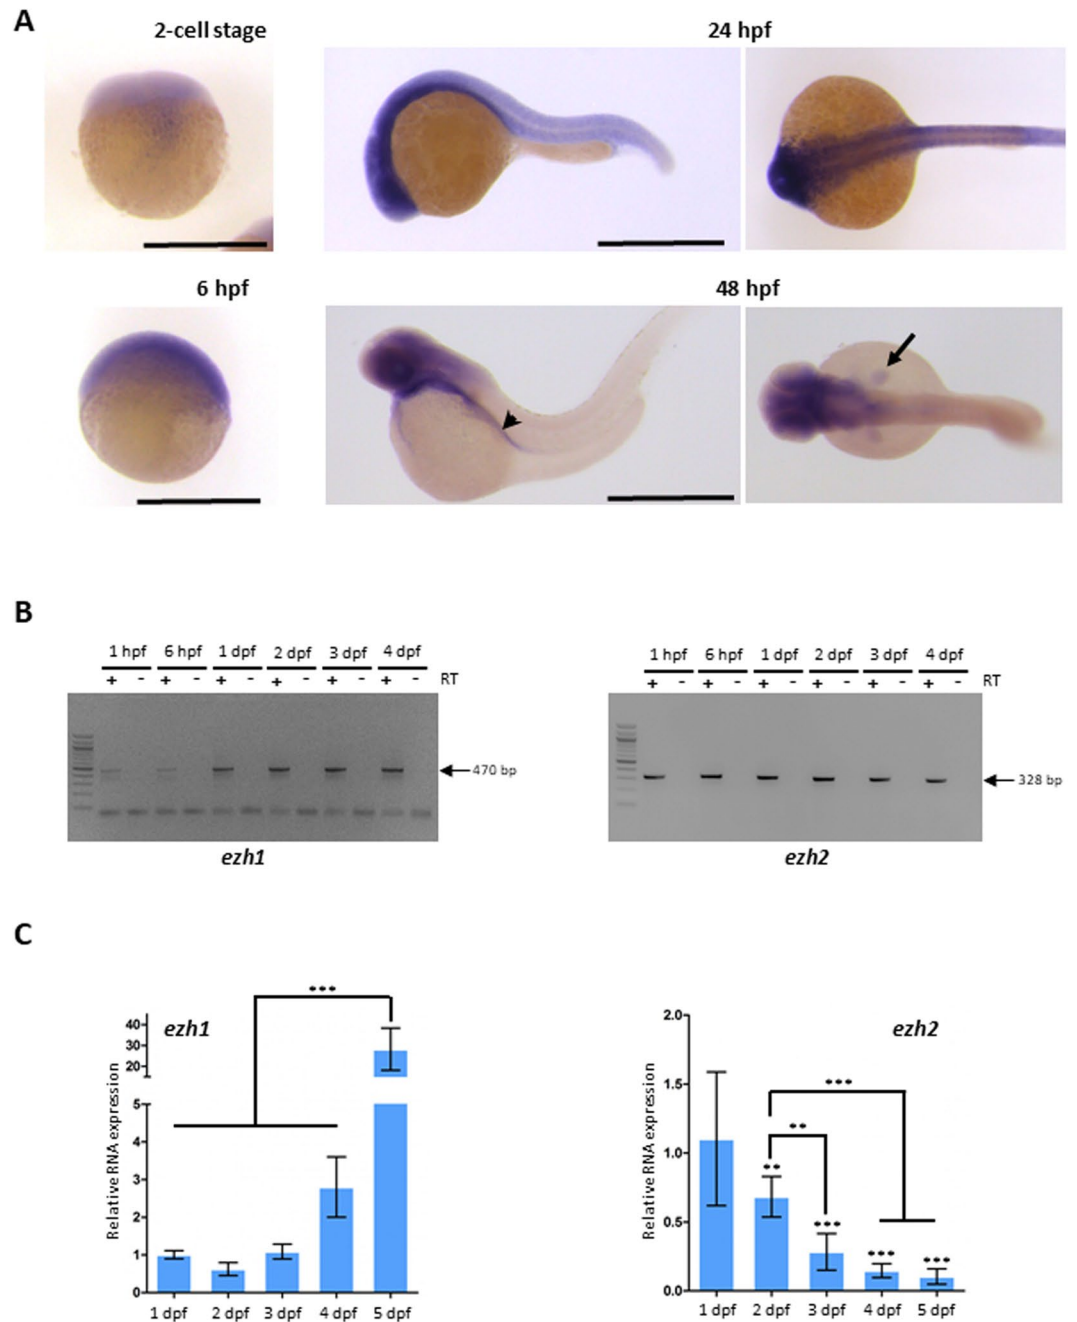 A
2-cell stage
24 hpf
6 hpf
48 hpf
B
1 hpf 6 hpf 1 dpf 2 dpf 3 dpf 4 dpf
+ - + - + - + - + - + - RT
470 bp
ezh1
1 hpf 6 hpf 1 dpf 2 dpf 3 dpf 4 dpf
+ - + - + - + - + - + - RT
328 bp
ezh2
C
ezh1
***
Relative RNA expression
40
30
20
5
4
3
2
1
0
1 dpf 2 dpf 3 dpf 4 dpf 5 dpf
ezh2
***
**
**
***
***
***
Relative RNA expression
2.0
1.5
1.0
0.5
0.0
1 dpf 2 dpf 3 dpf 4 dpf 5 dpf